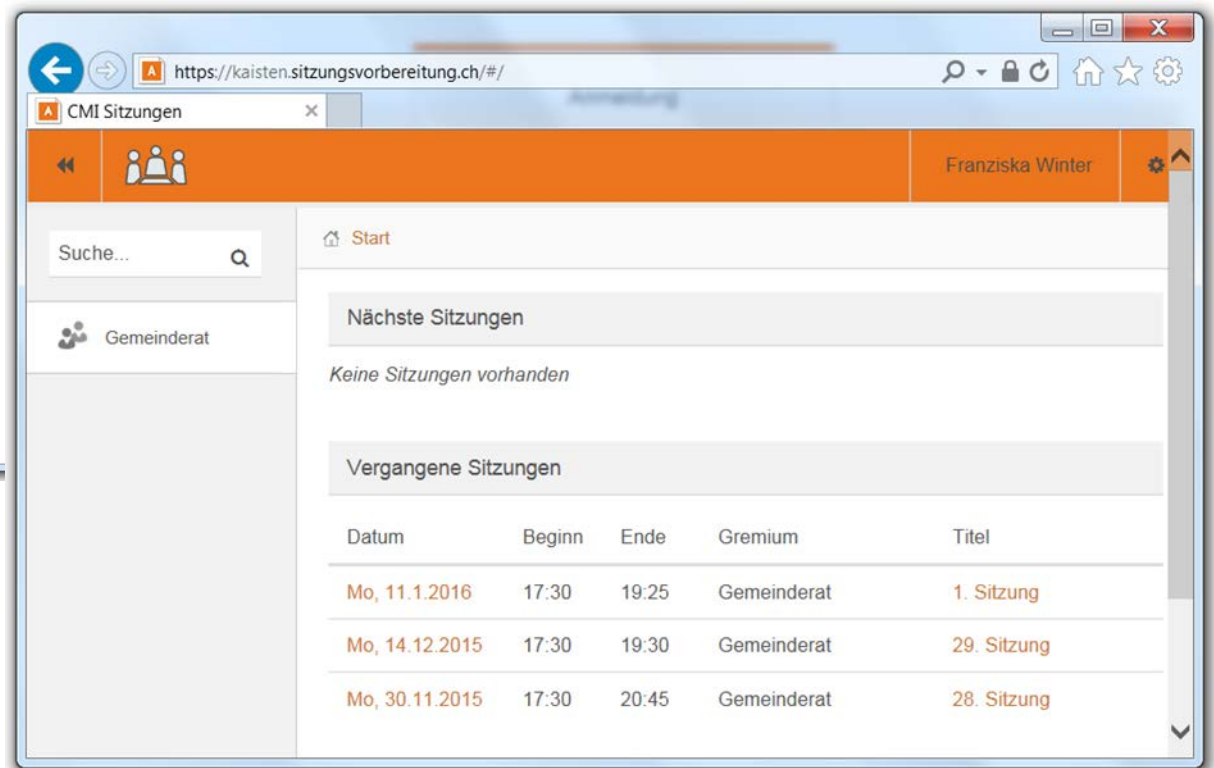 https://kaisten.sitzungsvorbereitung.ch/#/
Anmeldung
CMI Sitzungen
Franziska Winter
Suche...
Start
Gemeinderat
Nächste Sitzungen
Keine Sitzungen vorhanden
Vergangene Sitzungen
Datum Beginn Ende Gremium Titel
Mo, 11.1.2016 17:30 19:25 Gemeinderat 1. Sitzung
Mo, 14.12.2015 17:30 19:30 Gemeinderat 29. Sitzung
Mo, 30.11.2015 17:30 20:45 Gemeinderat 28. Sitzung